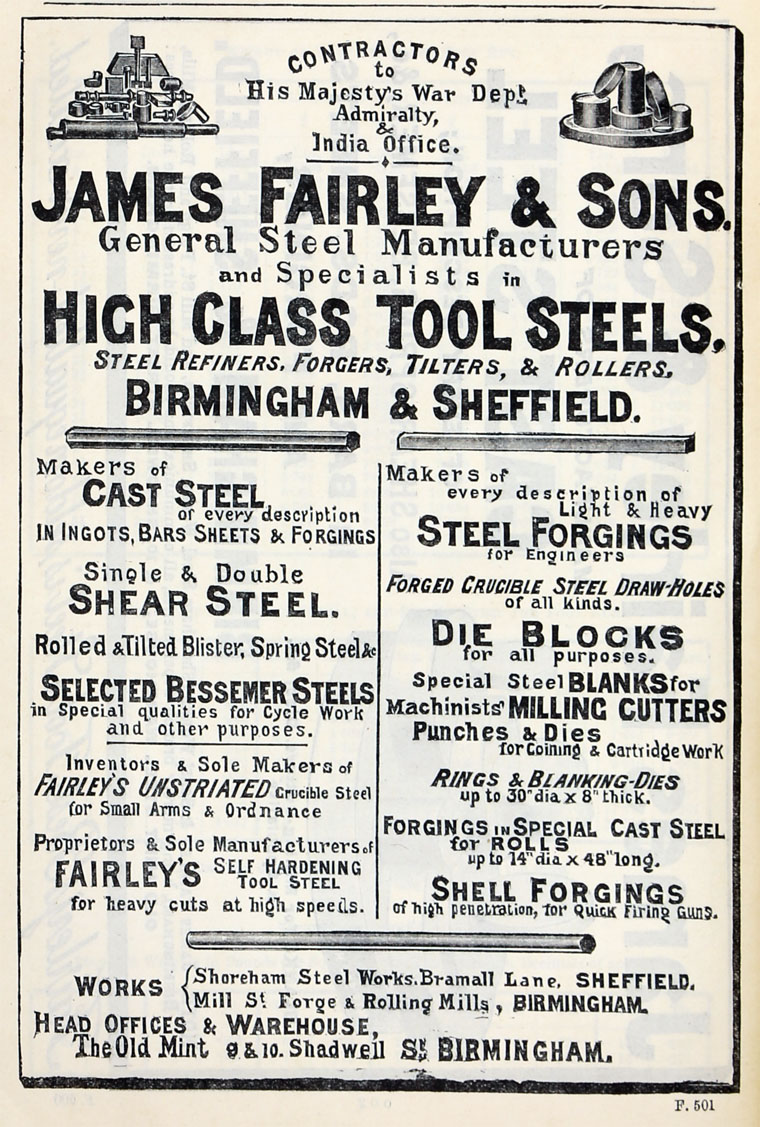 CONTRACTORS
to
His Majesty's War Dept.
Admiralty,
&
India Office.
JAMES FAIRLEY & SONS.
General Steel Manufacturers
and Specialists in
HIGH CLASS TOOL STEELS,
STEEL REFINERS, FORGERS, TILTERS, & ROLLERS,
BIRMINGHAM & SHEFFIELD.
Makers of
CAST STEEL
of every description
IN INGOTS, BARS SHEETS & FORGINGS
Single & Double
SHEAR STEEL.
Rolled & Tilted Blister, Spring Steel &c
SELECTED BESSEMER STEELS
in Special qualities for Cycle Work
and other purposes.
Inventors & Sole Makers of
FAIRLEY'S UNSTRIATED Crucible Steel
for Small Arms & Ordnance
Proprietors & Sole Manufacturers of
FAIRLEY'S SELF HARDENING
TOOL STEEL
for heavy cuts at high speeds.
Makers of
every description of
Light & Heavy
STEEL FORGINGS
for Engineers
FORGED CRUCIBLE STEEL DRAW-HOLES
of all kinds.
DIE BLOCKS
for all purposes.
Special Steel BLANKS for
Machinists' MILLING CUTTERS
Punches & Dies
for Coining & Cartridge Work
RINGS & BLANKING-DIES
up to 30" dia x 8" thick.
FORGINGS IN SPECIAL CAST STEEL
for ROLLS
up to 14" dia x 48" long.
SHELL FORGINGS
of high penetration, for Quick Firing Guns.
WORKS { Shoreham Steel Works. Bramall Lane, SHEFFIELD.
Mill St. Forge & Rolling Mills, BIRMINGHAM.
HEAD OFFICES & WAREHOUSE,
The Old Mint 9 & 10. Shadwell St. BIRMINGHAM.
F. 501